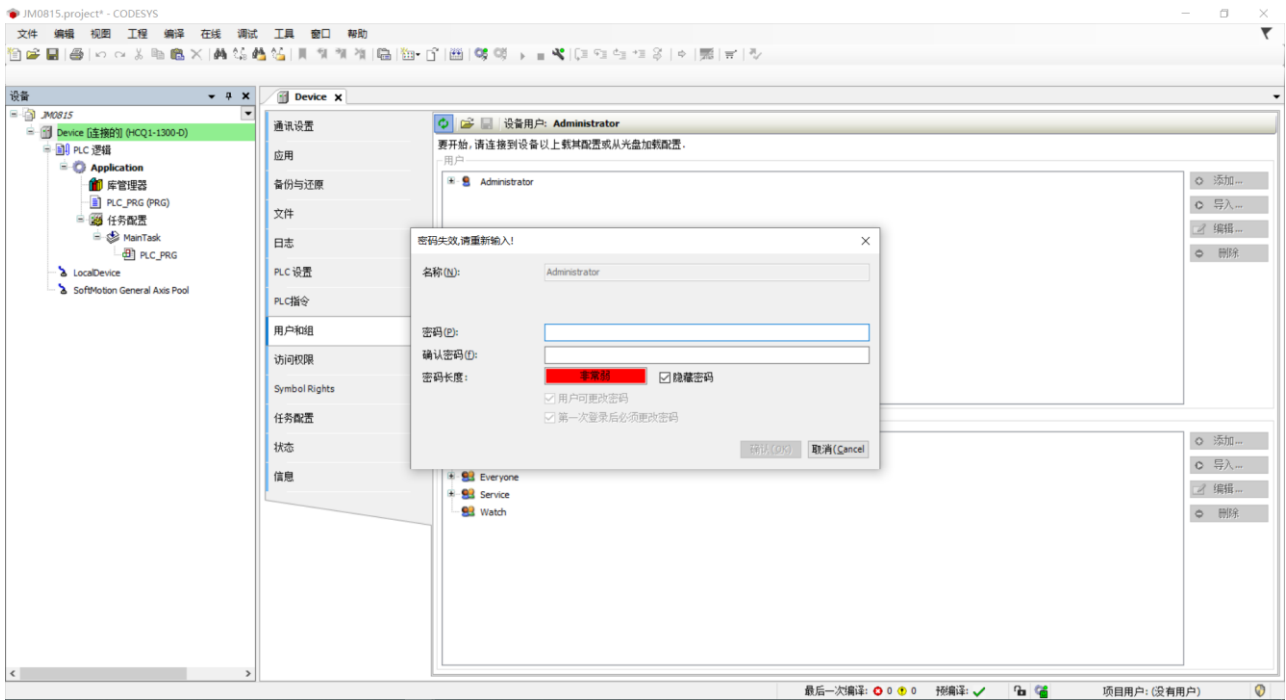 JM0815.project* - CODESYS
文件 编辑 视图 工程 编译 在线 调试 工具 窗口 帮助
设备
Device
JM0815
Device [连接的] (HCQ1-1300-D)
PLC 逻辑
Application
库管理器
PLC_PRG (PRG)
任务配置
MainTask
PLC_PRG
LocalDevice
SoftMotion General Axis Pool
通讯设置
应用
备份与还原
文件
日志
PLC 设置
PLC指令
用户和组
访问权限
Symbol Rights
任务配置
状态
信息
设备用户: Administrator
要开始,请连接到设备以上载其配置或从光盘加载配置.
用户
Administrator
添加...
导入...
编辑...
删除
密码失效,请重新输入!
名称(N): Administrator
密码(P):
确认密码(f):
密码长度: 非常弱 隐藏密码
用户可更改密码
第一次登录后必须更改密码
确认(OK) 取消(Cancel
Everyone
Service
Watch
添加...
导入...
编辑...
删除
最后一次编译: 0 0 预编译: 项目用户: (没有用户)